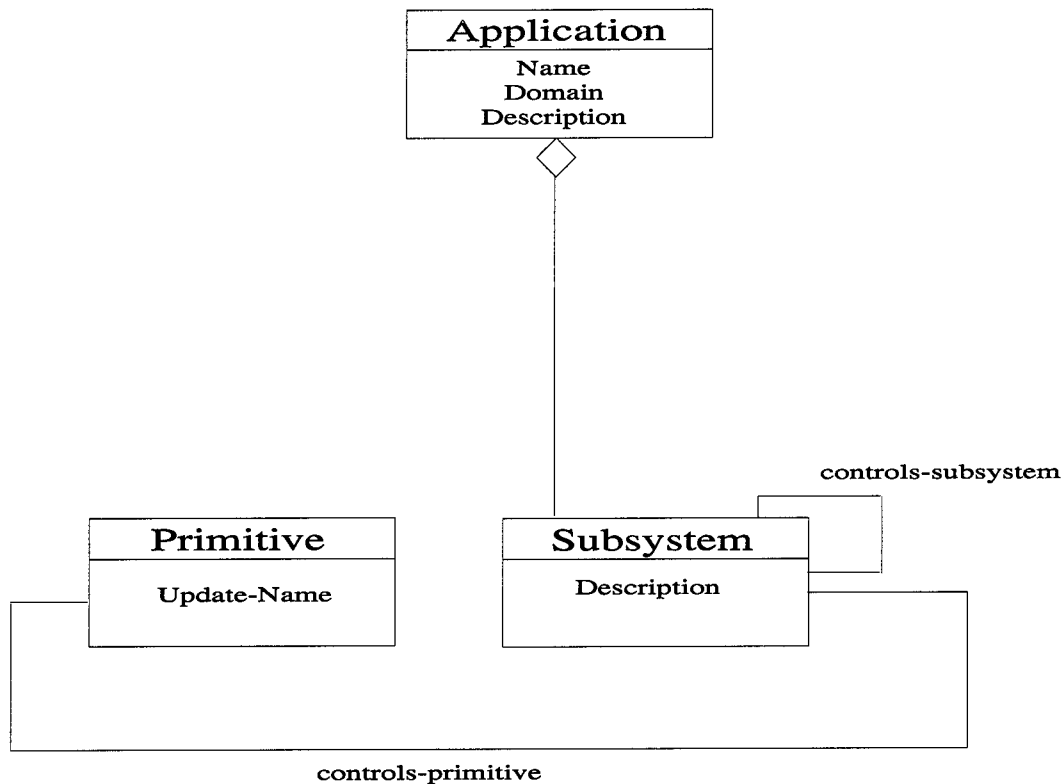 Application
Name
Domain
Description
controls-subsystem
Primitive
Update-Name
Subsystem
Description
controls-primitive